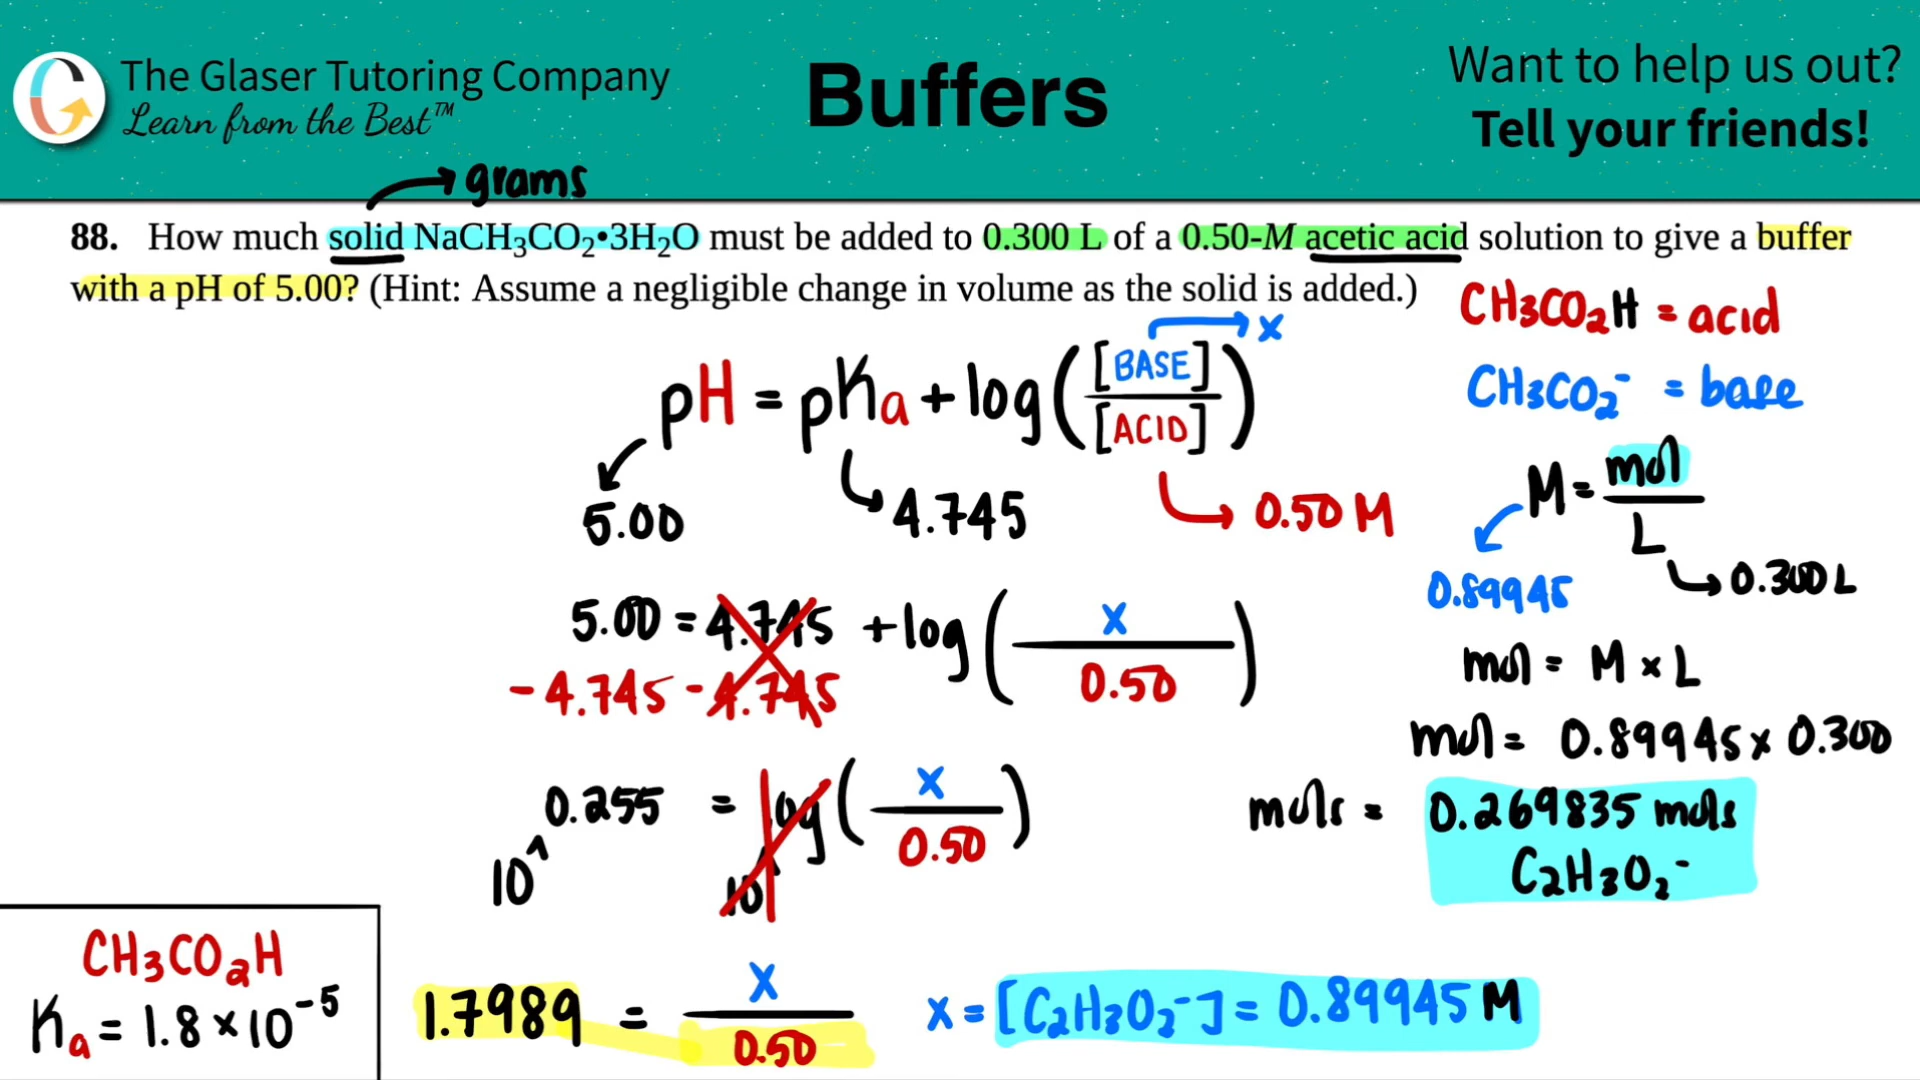 The Glaser Tutoring Company
Learn from the Best™
Buffers
Want to help us out?
Tell your friends!
grams
88. How much solid NaCH₃CO₂•3H₂O must be added to 0.300 L of a 0.50-M acetic acid solution to give a buffer
with a pH of 5.00? (Hint: Assume a negligible change in volume as the solid is added.)
CH₃CO₂H = acid
CH₃CO₂⁻ = base
x
pH = pKa + log([BASE]/[ACID])
5.00
4.745
0.50 M
M = mol/L
0.89945
0.300 L
5.00 = 4.745 + log(x/0.50)
- 4.745 - 4.745
mol = M x L
mol = 0.89945 x 0.300
0.255 = log(x/0.50)
10^ 10^
mols = 0.269835 mols
C₂H₃O₂⁻
CH₃CO₂H
Ka = 1.8 x 10⁻⁵
1.7989 = x/0.50
x = [C₂H₃O₂⁻] = 0.89945 M